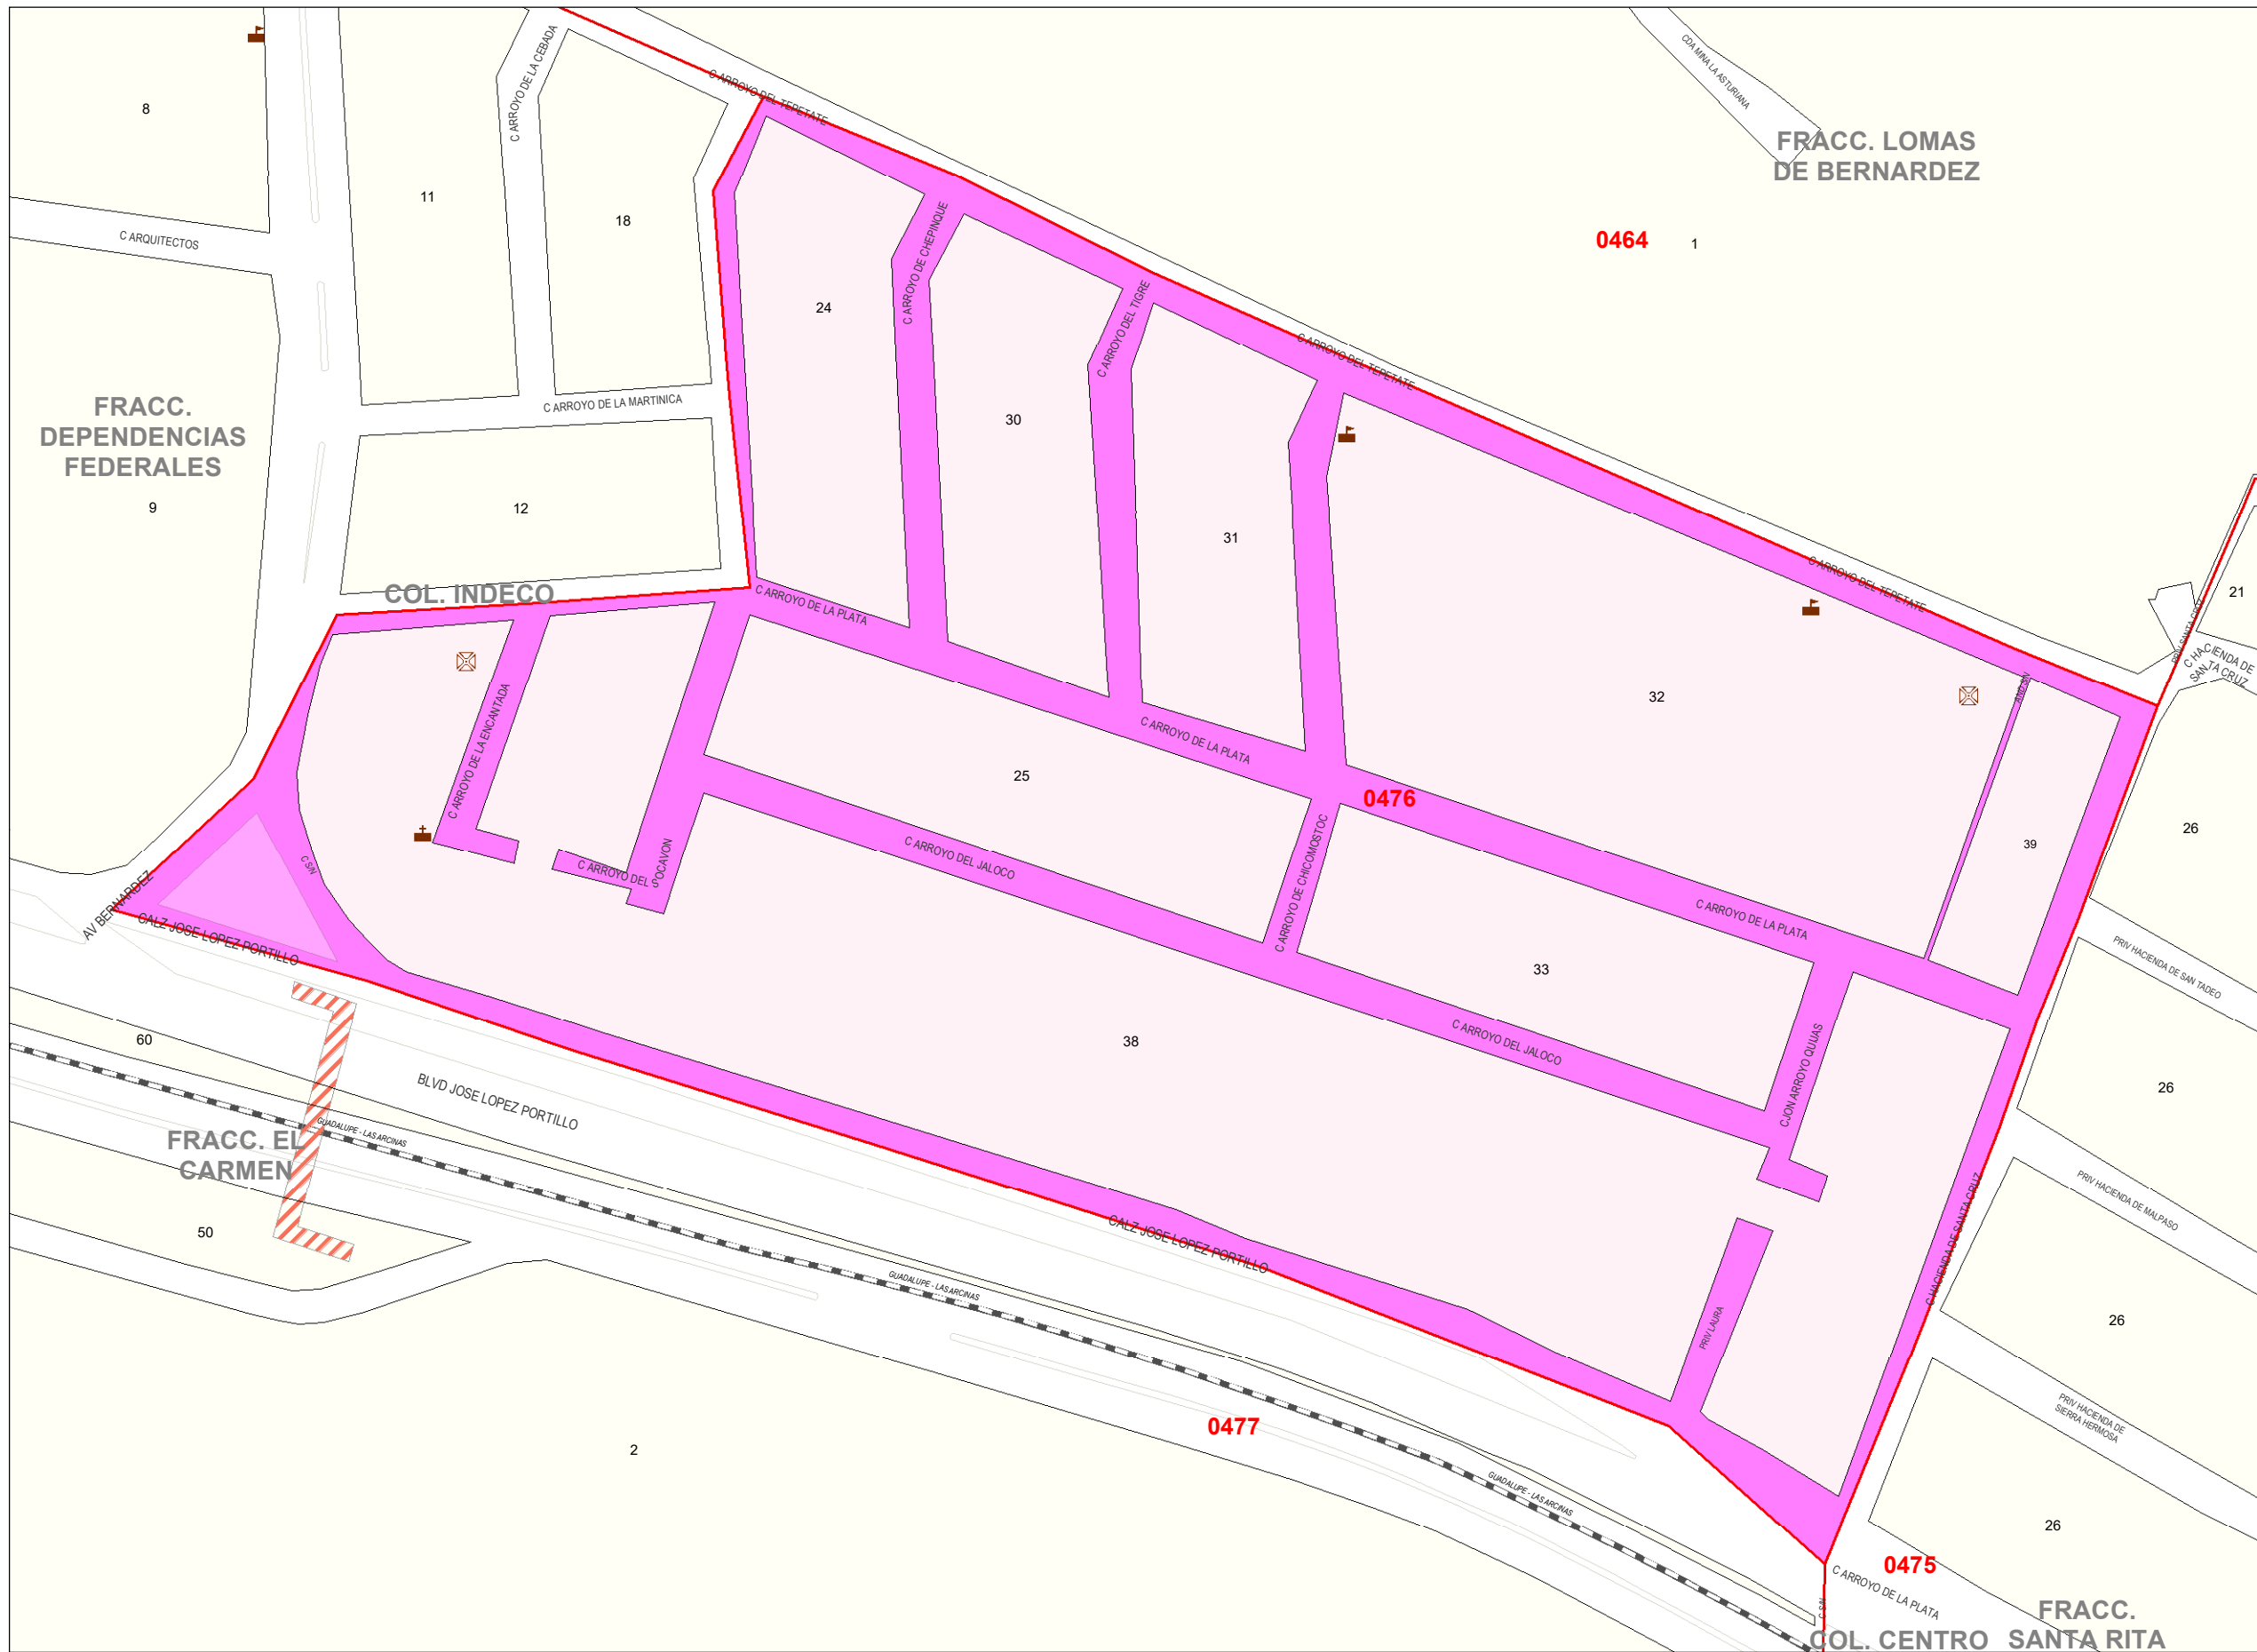 C ARROYO DE LA CEBADA
C ARROYO DEL TEPETATE
CDA MINA LA ASTURIANA
8
FRACC. LOMAS
DE BERNARDEZ
11
18
C ARQUITECTOS
0464
1
C ARROYO DE CHEPINQUE
24
C ARROYO DEL TIGRE
C ARROYO DEL TEPETATE
FRACC.
DEPENDENCIAS
FEDERALES
C ARROYO DE LA MARTINICA
30
9
12
31
C ARROYO DEL TEPETATE
21
COL. INDECO
C ARROYO DE LA PLATA
PRIV SANTA CRUZ
C HACIENDA DE
SANTA CRUZ
AND S/N
32
C ARROYO DE LA ENCANTADA
C ARROYO DE LA PLATA
25
0476
26
39
C ARROYO DEL SOCAVON
C ARROYO DEL JALOCO
C ARROYO DE CHICOMOSTOC
C S/N
AV BERNARDEZ
CALZ JOSE LOPEZ PORTILLO
C ARROYO DE LA PLATA
PRIV HACIENDA DE SAN TADEO
33
60
38
C ARROYO DEL JALOCO
CJON ARROYO QUIJAS
BLVD JOSE LOPEZ PORTILLO
26
FRACC. EL
CARMEN
GUADALUPE - LAS ARCINAS
PRIV HACIENDA DE MALPASO
50
CALZ JOSE LOPEZ PORTILLO
C HACIENDA DE SANTA CRUZ
GUADALUPE - LAS ARCINAS
PRIV LAURA
26
0477
PRIV HACIENDA DE
SIERRA HERMOSA
2
GUADALUPE - LAS ARCINAS
26
0475
C ARROYO DE LA PLATA
C S/N
FRACC.
SANTA RITA
COL. CENTRO